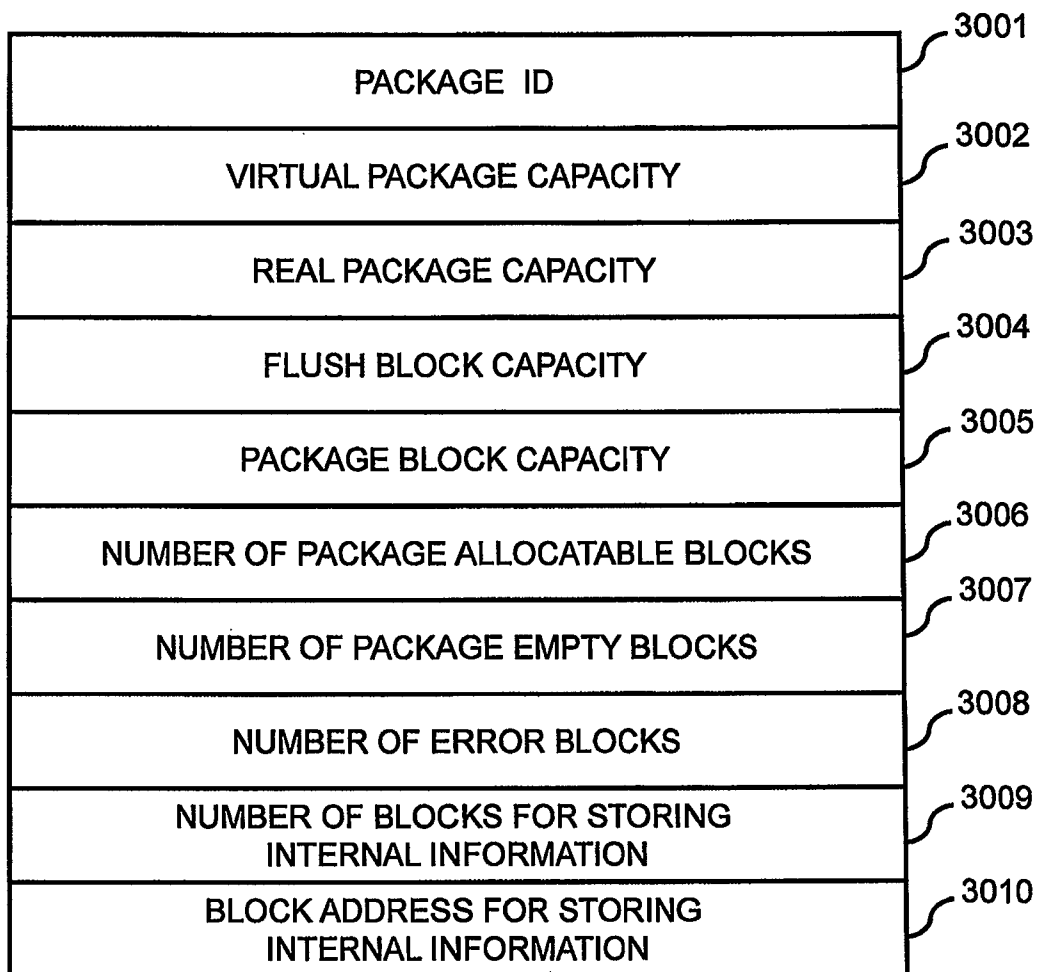 PACKAGE ID
3001
VIRTUAL PACKAGE CAPACITY
3002
REAL PACKAGE CAPACITY
3003
FLUSH BLOCK CAPACITY
3004
PACKAGE BLOCK CAPACITY
3005
NUMBER OF PACKAGE ALLOCATABLE BLOCKS
3006
NUMBER OF PACKAGE EMPTY BLOCKS
3007
NUMBER OF ERROR BLOCKS
3008
NUMBER OF BLOCKS FOR STORING
INTERNAL INFORMATION
3009
BLOCK ADDRESS FOR STORING
INTERNAL INFORMATION
3010